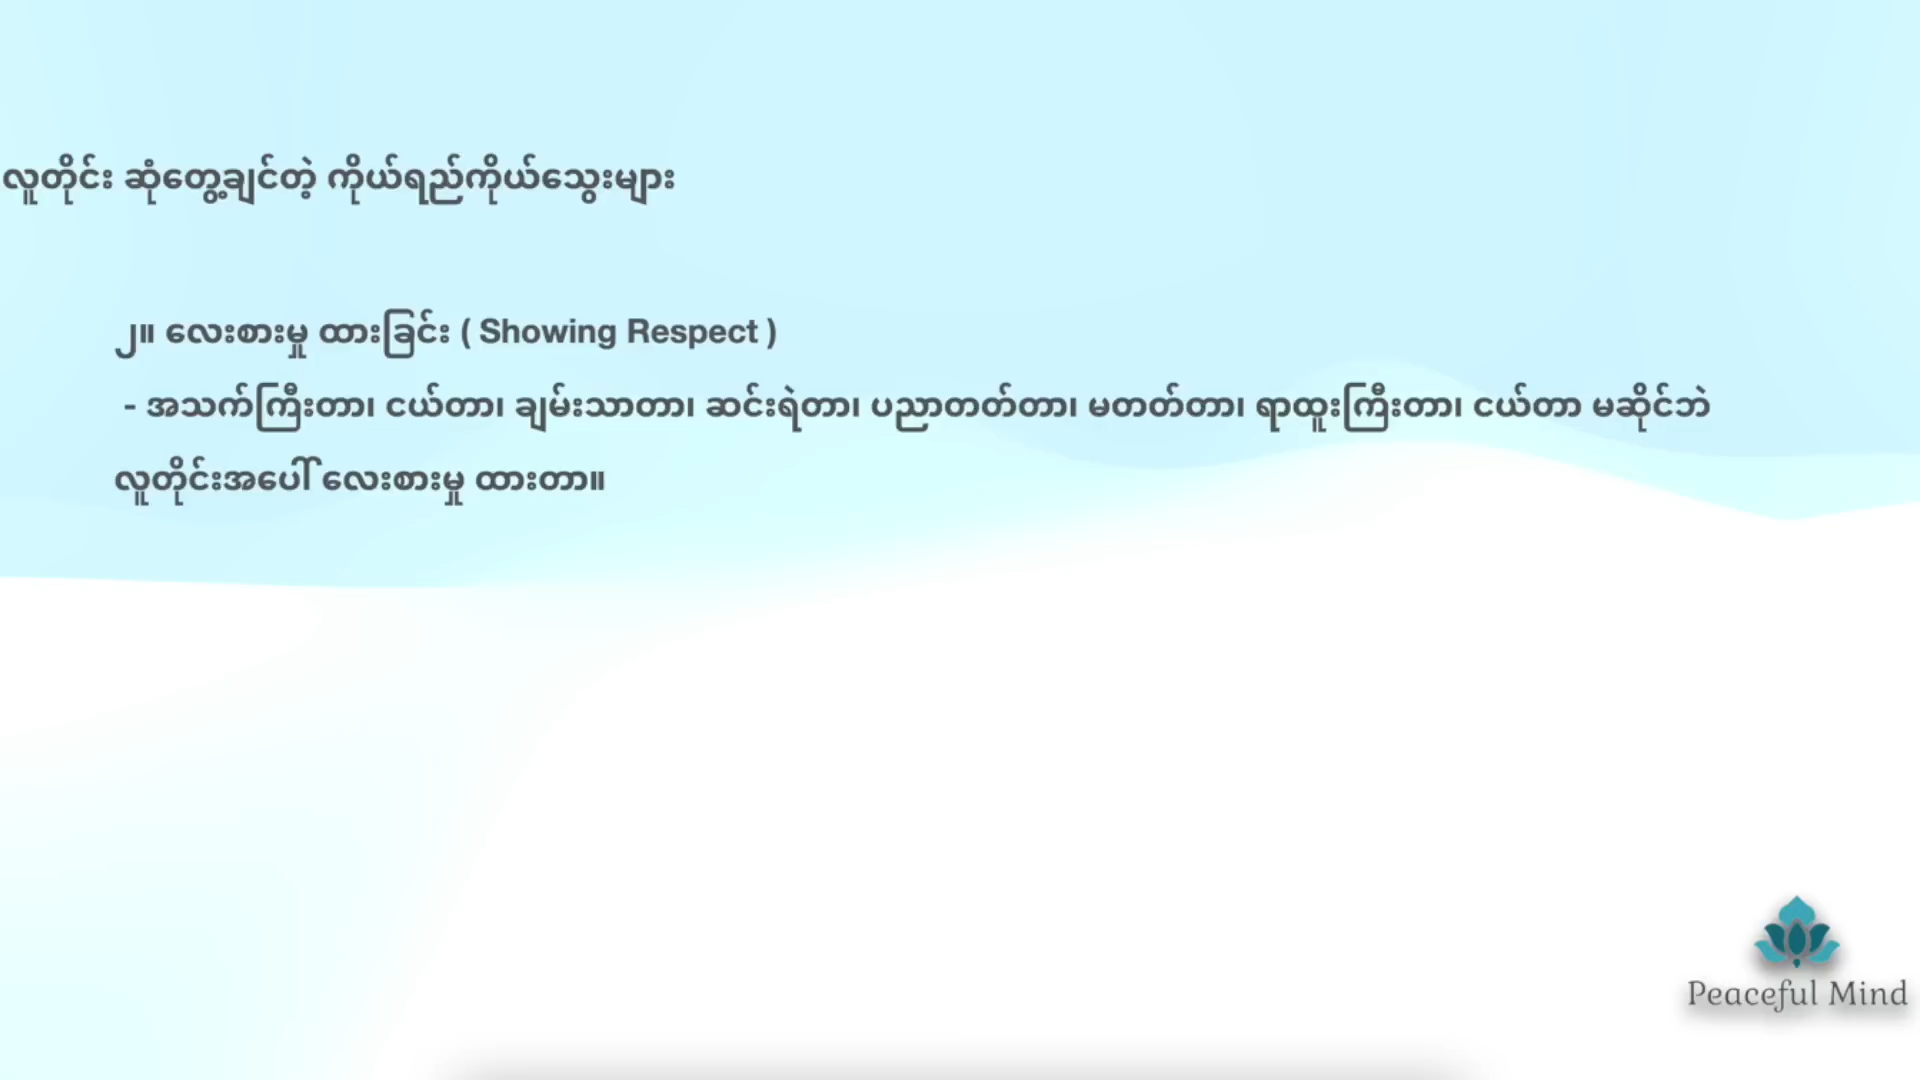 လူတိုင်း ဆုံတွေ့ချင်တဲ့ ကိုယ်ရည်ကိုယ်သွေးများ
၂။ လေးစားမှု ထားခြင်း ( Showing Respect )
- အသက်ကြီးတာ၊ ငယ်တာ၊ ချမ်းသာတာ၊ ဆင်းရဲတာ၊ ပညာတတ်တာ၊ မတတ်တာ၊ ရာထူးကြီးတာ၊ ငယ်တာ မဆိုင်ဘဲ
လူတိုင်းအပေါ် လေးစားမှု ထားတာ။
Peaceful Mind